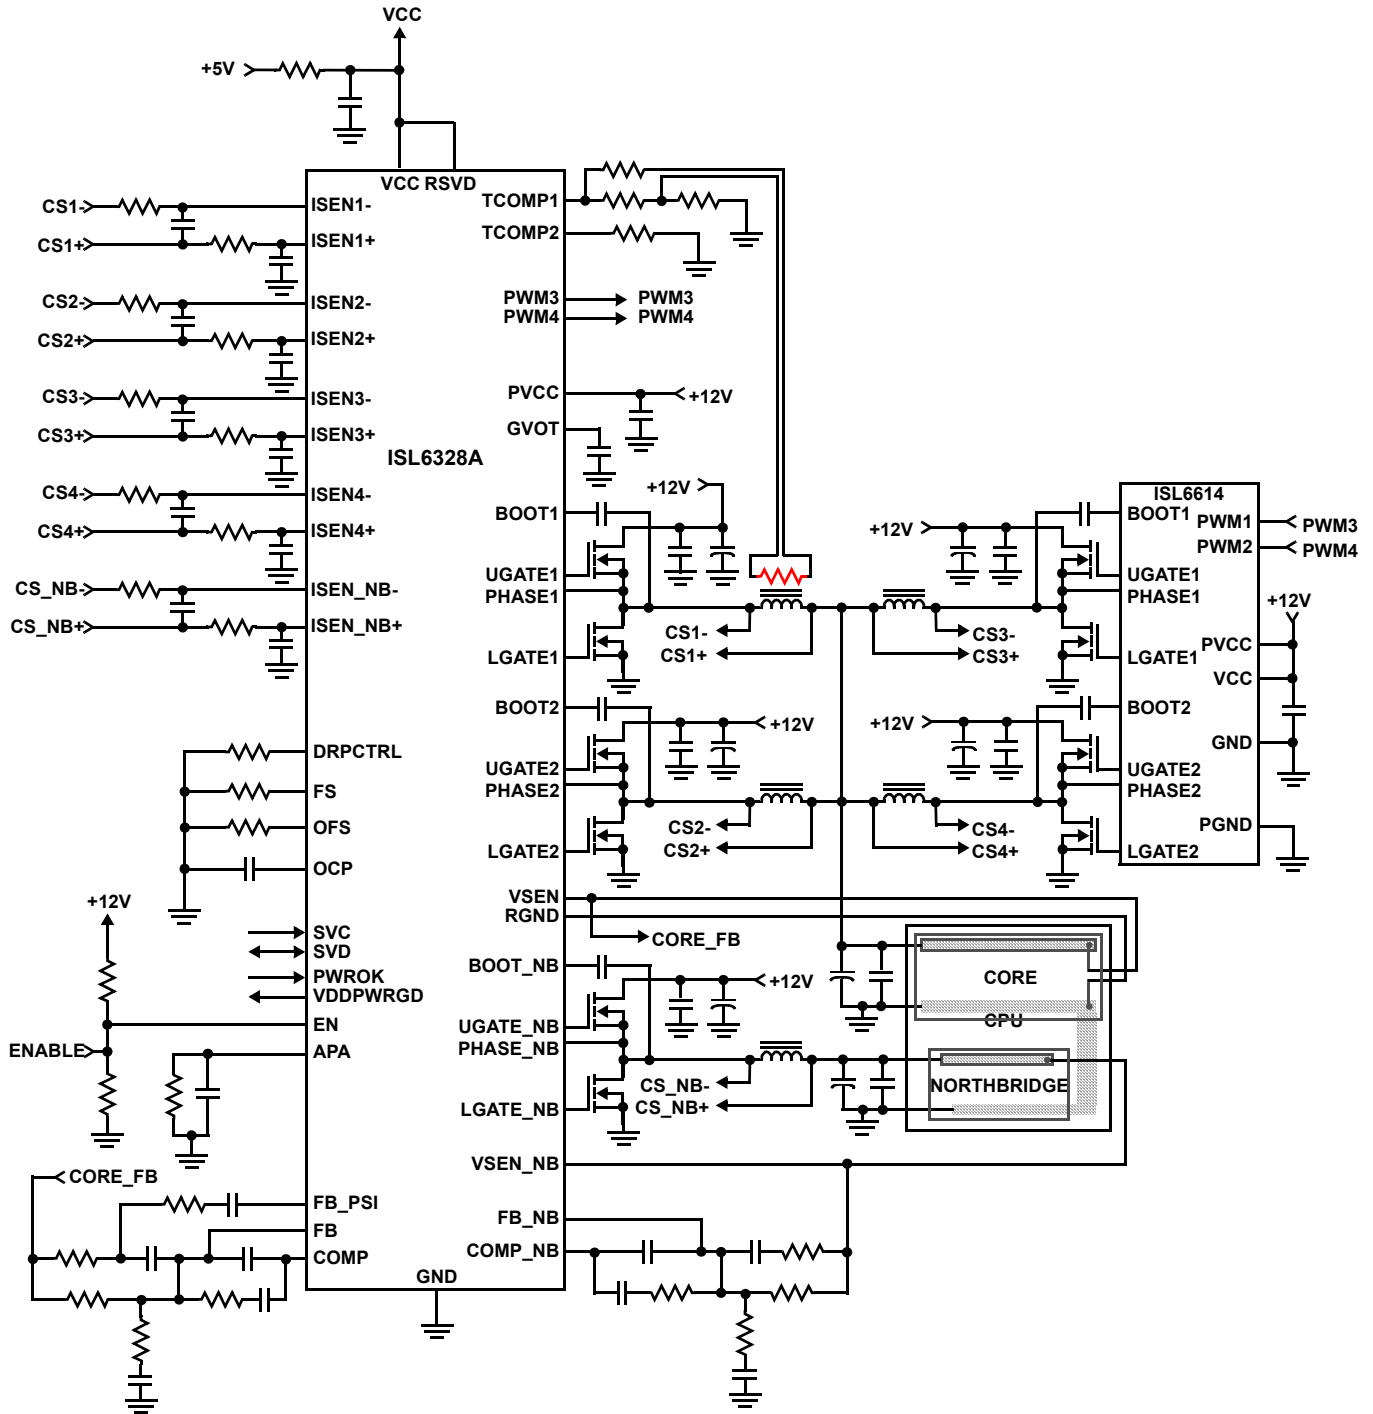 VCC
+5V
VCC RSVD
CS1-
ISEN1-
CS1+
ISEN1+
CS2-
ISEN2-
CS2+
ISEN2+
CS3-
ISEN3-
CS3+
ISEN3+
CS4-
ISEN4-
CS4+
ISEN4+
CS_NB-
ISEN_NB-
CS_NB+
ISEN_NB+
DRPCTRL
FS
OFS
OCP
+12V
SVC
SVD
PWROK
VDDPWRGD
EN
ENABLE
APA
CORE_FB
FB_PSI
FB
COMP
GND
ISL6328A
TCOMP1
TCOMP2
PWM3 PWM3
PWM4 PWM4
PVCC
+12V
GVOT
+12V
BOOT1
UGATE1
PHASE1
CS1-
CS1+
LGATE1
BOOT2
+12V
UGATE2
PHASE2
CS2-
CS2+
LGATE2
VSEN
RGND
CORE_FB
BOOT_NB
+12V
UGATE_NB
PHASE_NB
CS_NB-
CS_NB+
LGATE_NB
VSEN_NB
FB_NB
COMP_NB
ISL6614
+12V
BOOT1
PWM1
PWM3
PWM2
PWM4
UGATE1
PHASE1
+12V
CS3-
CS3+
PVCC
LGATE1
VCC
BOOT2
+12V
GND
UGATE2
PHASE2
CS4-
CS4+
PGND
LGATE2
CORE
CPU
NORTHBRIDGE